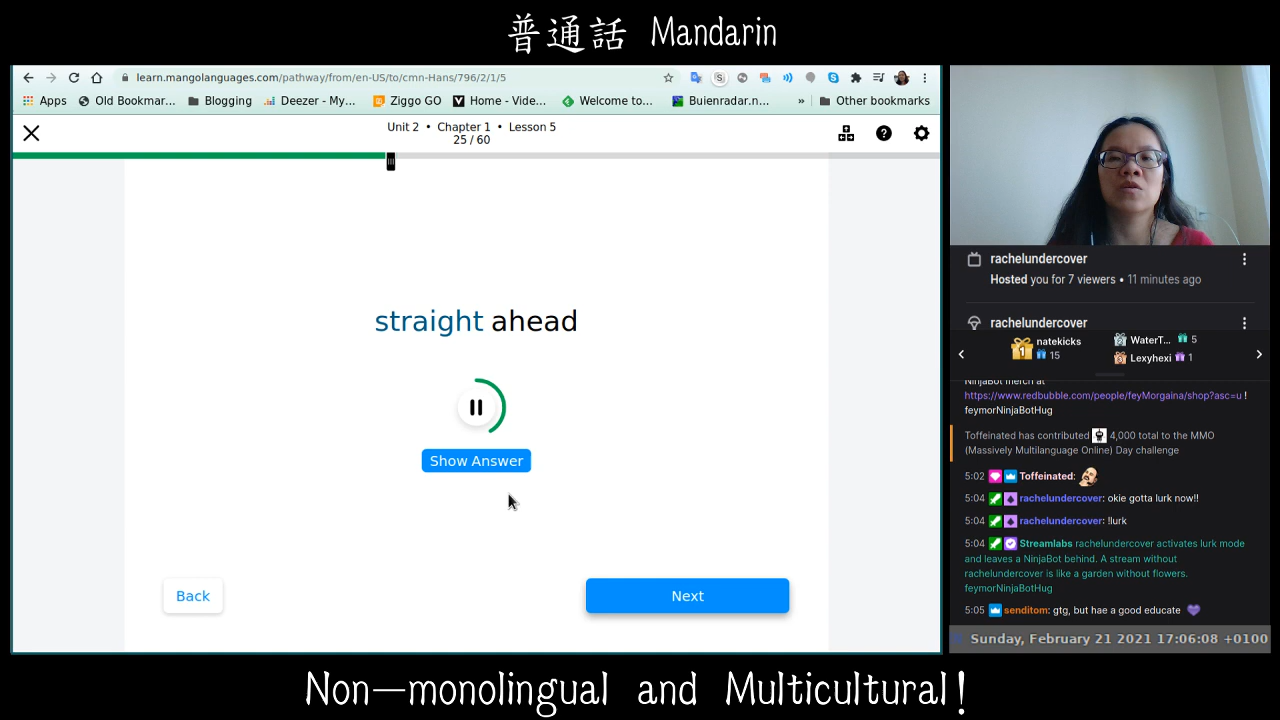 普通話 Mandarin
learn.mangolanguages.com/pathway/from/en-US/to/cmn-Hans/796/2/1/5
Apps
Old Bookmar...
Blogging
Deezer - My...
Ziggo GO
Home - Vide...
Welcome to...
Buienradar.n...
»
Other bookmarks
Unit 2 • Chapter 1 • Lesson 5
25 / 60
straight ahead
Show Answer
Back
Next
rachelundercover
Hosted you for 7 viewers • 11 minutes ago
rachelundercover
natekicks
15
WaterT... 5
Lexyhexi 1
NinjaBot merch at
https://www.redbubble.com/people/feyMorgaina/shop?asc=u !
feymorNinjaBotHug
Toffeinated has contributed 4,000 total to the MMO
(Massively Multilanguage Online) Day challenge
5:02 Toffeinated:
5:04 rachelundercover: okie gotta lurk now!!
5:04 rachelundercover: !lurk
5:04 Streamlabs rachelundercover activates lurk mode
and leaves a NinjaBot behind. A stream without
rachelundercover is like a garden without flowers.
feymorNinjaBotHug
5:05 senditom: gtg, but hae a good educate
Sunday, February 21 2021 17:06:08 +0100
Non-monolingual and Multicultural!